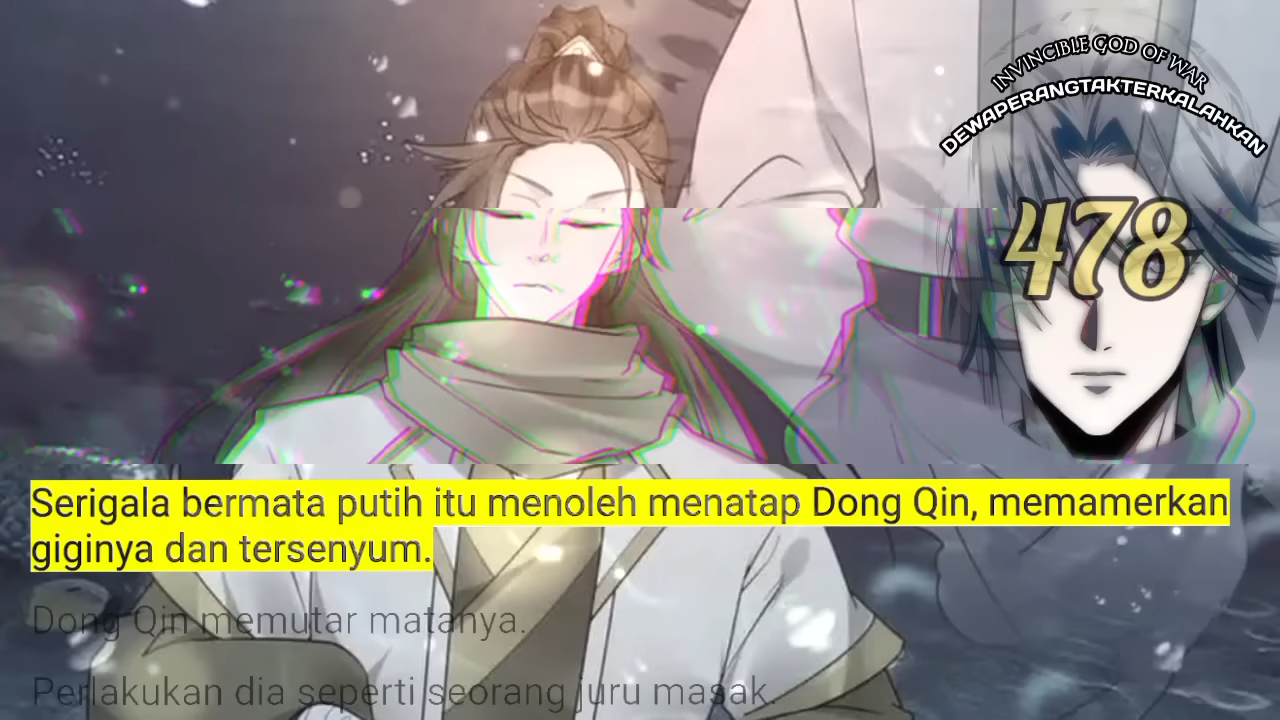 INVINCIBLE GOD OF WAR
DEWAPERANGTAKTERKALAHKAN
478
Serigala bermata putih itu menoleh menatap Dong Qin, memamerkan
giginya dan tersenyum.
Dong Qin memutar matanya.
Perlakukan dia seperti seorang juru masak.